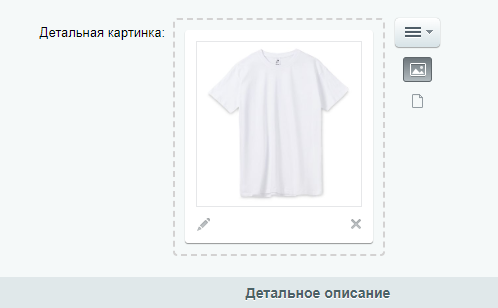 Детальная картинка:
Детальное описание